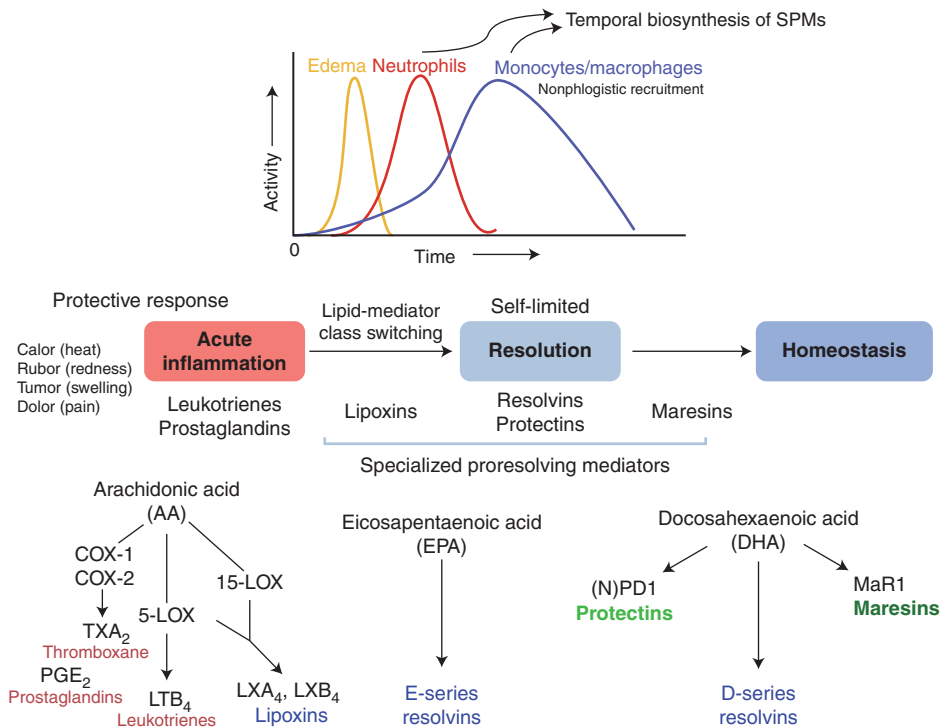 Temporal biosynthesis of SPMs
Edema Neutrophils Monocytes/macrophages
Nonphlogistic recruitment
Activity
0
Time
Protective response
Calor (heat)
Rubor (redness)
Tumor (swelling)
Dolor (pain)
Acute
inflammation
Lipid-mediator
class switching
Self-limited
Resolution
Homeostasis
Leukotrienes
Prostaglandins
Lipoxins
Resolvins
Protectins
Maresins
Specialized proresolving mediators
Arachidonic acid
(AA)
COX-1
COX-2
15-LOX
5-LOX
TXA₂
Thromboxane
PGE₂
Prostaglandins
LTB₄
Leukotrienes
LXA₄, LXB₄
Lipoxins
Eicosapentaenoic acid
(EPA)
E-series
resolvins
Docosahexaenoic acid
(DHA)
(N)PD1
Protectins
MaR1
Maresins
D-series
resolvins